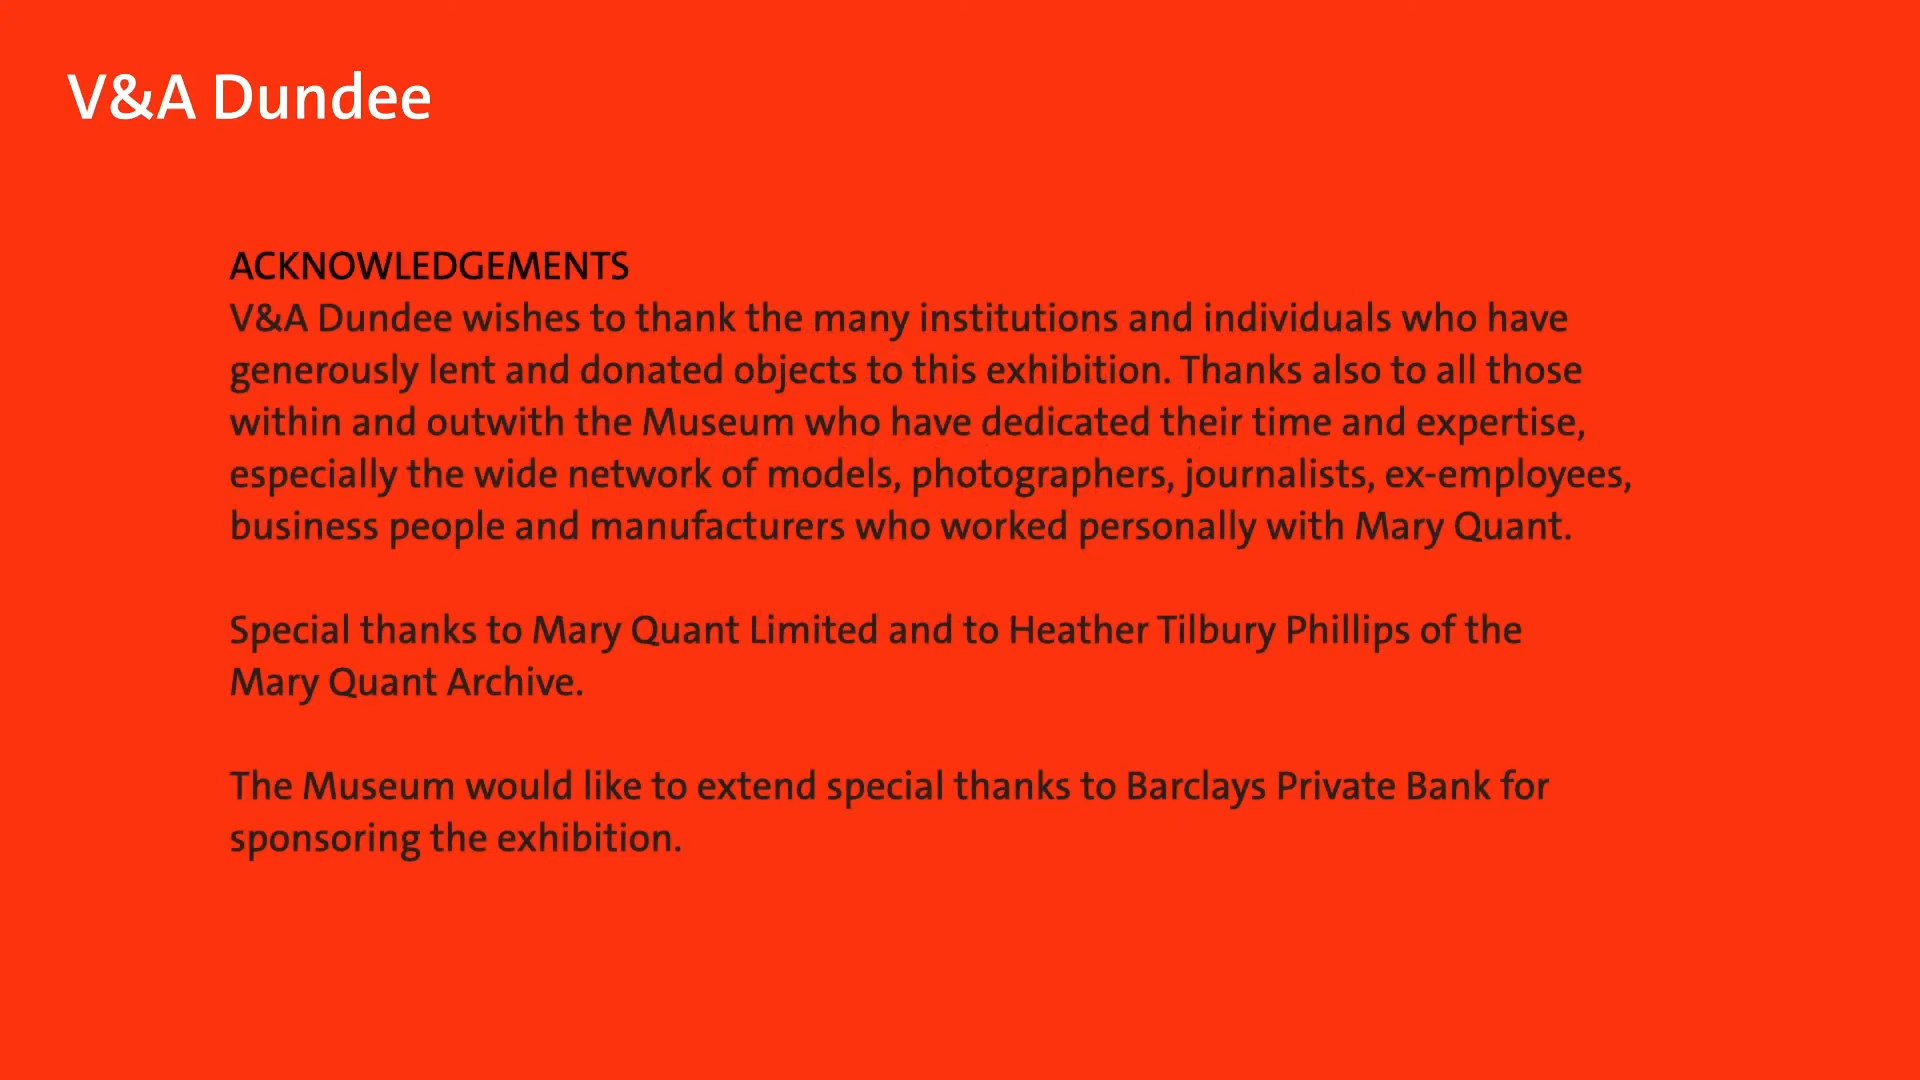 V&A Dundee
ACKNOWLEDGEMENTS
V&A Dundee wishes to thank the many institutions and individuals who have
generously lent and donated objects to this exhibition. Thanks also to all those
within and outwith the Museum who have dedicated their time and expertise,
especially the wide network of models, photographers, journalists, ex-employees,
business people and manufacturers who worked personally with Mary Quant.
Special thanks to Mary Quant Limited and to Heather Tilbury Phillips of the
Mary Quant Archive.
The Museum would like to extend special thanks to Barclays Private Bank for
sponsoring the exhibition.